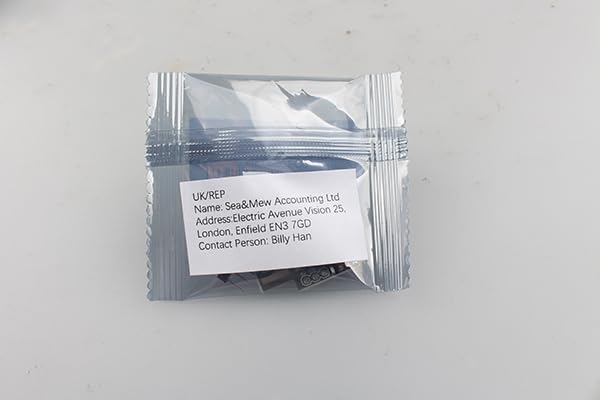 UK/REP
Name: Sea&Mew Accounting Ltd
Address:Electric Avenue Vision 25,
London, Enfield EN3 7GD
Contact Person: Billy Han